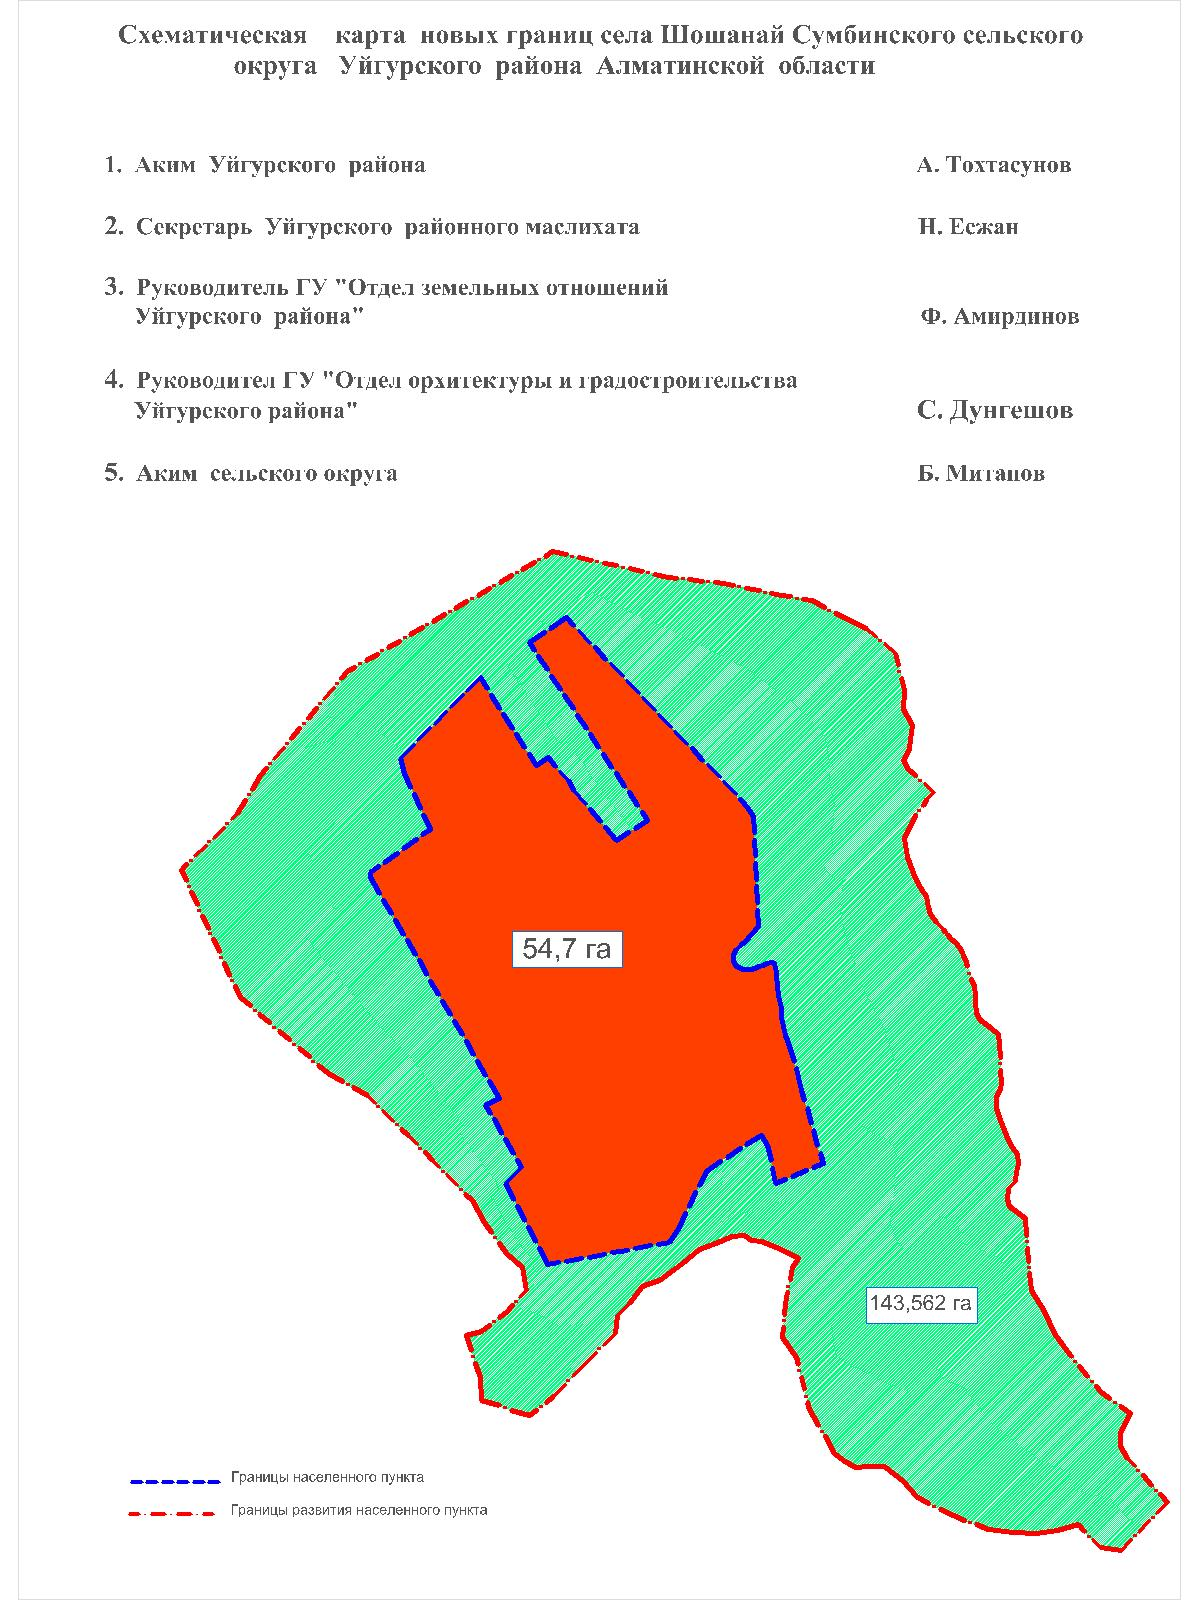 Схематическая карта новых границ села Шошанай Сумбинского сельского
округа Уйгурского района Алматинской области
1. Аким Уйгурского района А. Тохтасунов
2. Секретарь Уйгурского районного маслихата Н. Есжан
3. Руководитель ГУ "Отдел земельных отношений
Уйгурского района" Ф. Амирдинов
4. Руководител ГУ "Отдел орхитектуры и градостроительства
Уйгурского района" С. Дунгешов
5. Аким сельского округа Б. Митапов
54,7 га
143,562 га
Границы населенного пункта
Границы развития населенного пункта